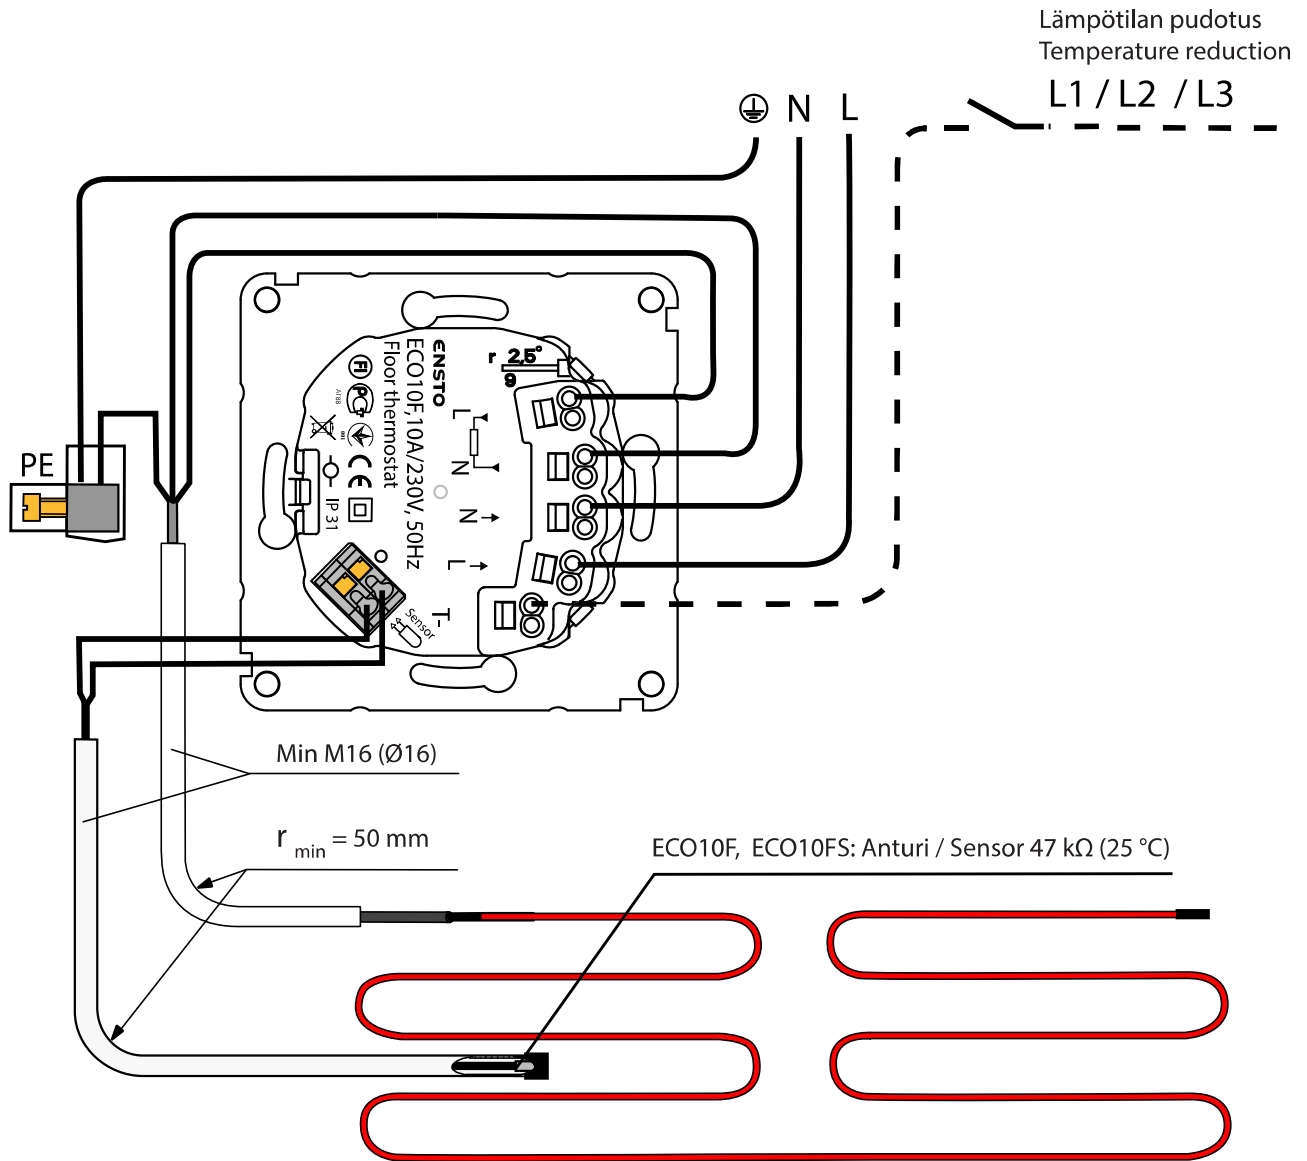 Lämpötilan pudotus
Temperature reduction
L1 / L2 / L3
N L
r 2,5°
9
ENSTO
ECO10F,10A/230V, 50Hz
Floor thermostat
FI
L
N
N
L
T-
IP 31
Sensor
PE
Min M16 (Ø16)
r min = 50 mm
ECO10F, ECO10FS: Anturi / Sensor 47 kΩ (25 °C)